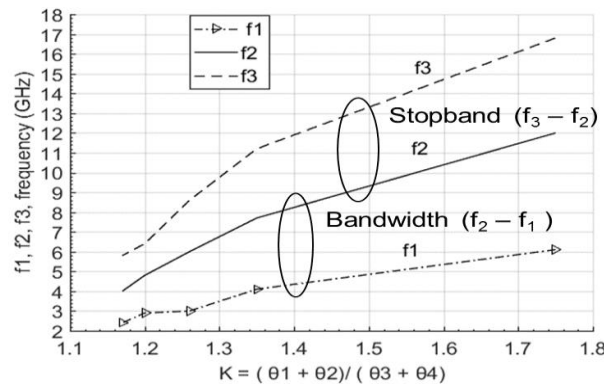 18
17
16
15
14
13
12
11
10
9
8
7
6
5
4
3
2
f1, f2, f3, frequency (GHz)
f1
f2
f3
f3
Stopband (f3 – f2)
f2
Bandwidth (f2 – f1 )
f1
1.1 1.2 1.3 1.4 1.5 1.6 1.7 1.8
K = ( θ1 + θ2)/ ( θ3 + θ4)